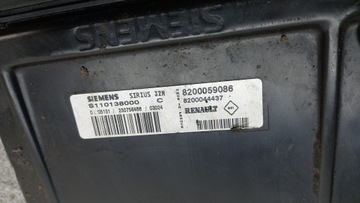 SIEMENS
SIEMENS SIRIUS 32N
S110138000 C
8200059086
8200044437
RENAULT